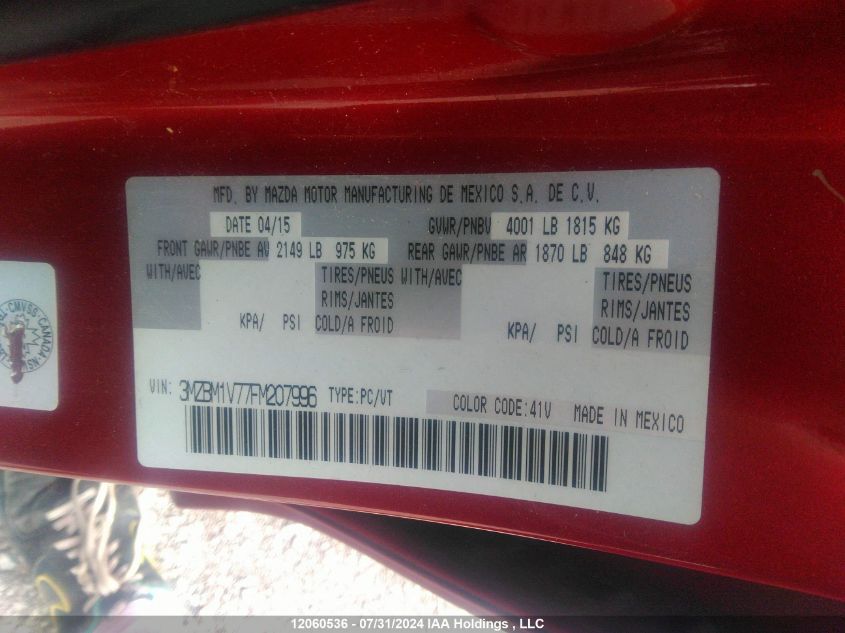 MFD. BY MAZDA MOTOR MANUFACTURING DE MEXICO S.A. DE C.V.
DATE 04/15 GVWR/PNBV 4001 LB 1815 KG
FRONT GAWR/PNBE AV 2149 LB 975 KG REAR GAWR/PNBE AR 1870 LB 848 KG
WITH/AVEC TIRES/PNEUS WITH/AVEC TIRES/PNEUS
RIMS/JANTES RIMS/JANTES
KPA/ PSI COLD/A FROID KPA/ PSI COLD/A FROID
VIN: 3MZBM1V77FM207996 TYPE:PC/VT COLOR CODE:41V MADE IN MEXICO
CMVSS CANADA
12060536 - 07/31/2024 IAA Holdings , LLC